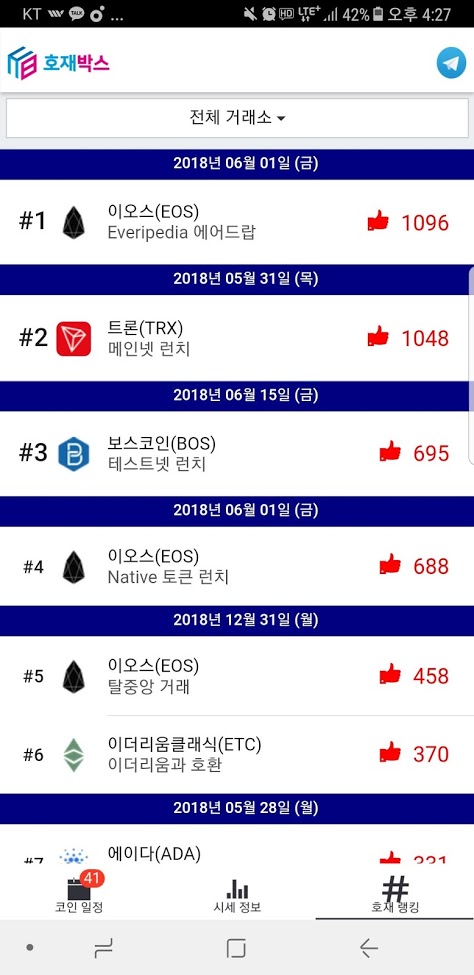 KT TALK ... HD LTE+ 42% 오후 4:27
호재박스
전체 거래소
2018년 06월 01일 (금)
#1 이오스(EOS) 1096
Everipedia 에어드랍
2018년 05월 31일 (목)
#2 트론(TRX) 1048
메인넷 런치
2018년 06월 15일 (금)
#3 보스코인(BOS) 695
테스트넷 런치
2018년 06월 01일 (금)
#4 이오스(EOS) 688
Native 토큰 런치
2018년 12월 31일 (월)
#5 이오스(EOS) 458
탈중앙 거래
#6 이더리움클래식(ETC) 370
이더리움과 호환
2018년 05월 28일 (월)
#7 에이다(ADA) 331
41
코인 일정 시세 정보 호재 랭킹